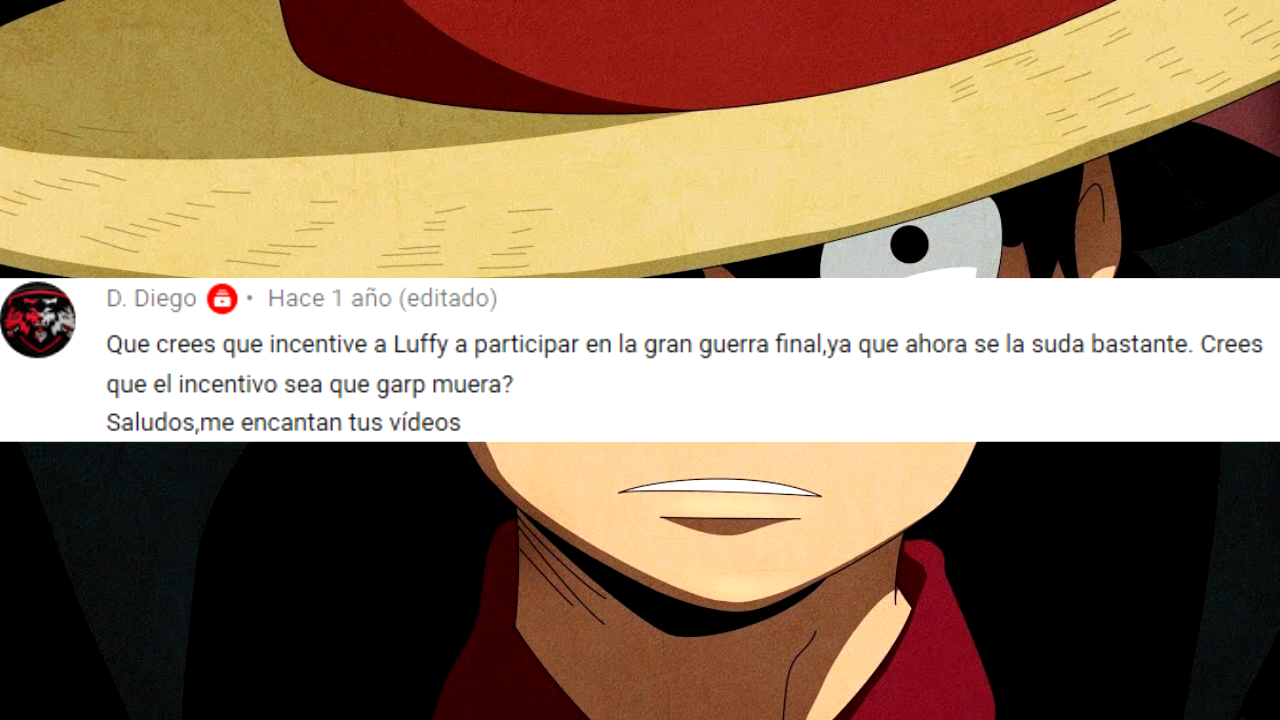 D. Diego • Hace 1 año (editado)
Que crees que incentive a Luffy a participar en la gran guerra final,ya que ahora se la suda bastante. Crees
que el incentivo sea que garp muera?
Saludos,me encantan tus vídeos